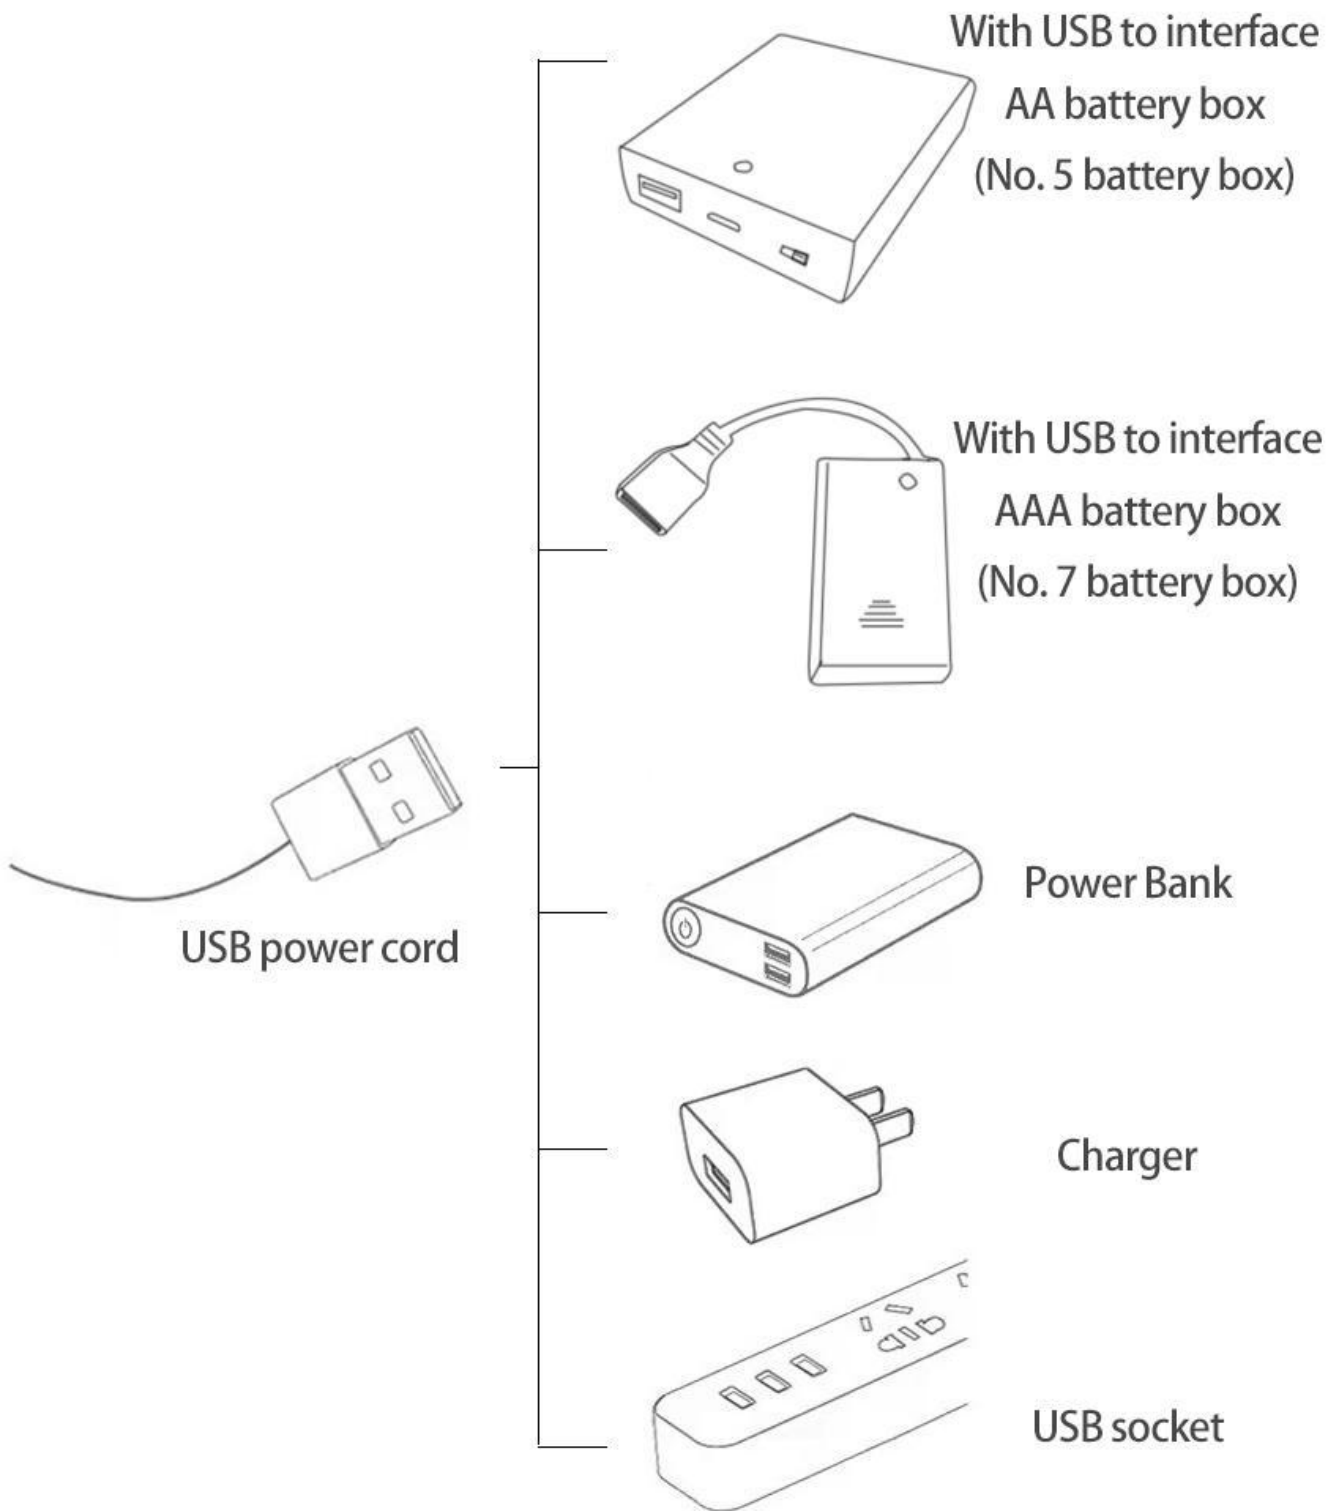 With USB to interface
AA battery box
(No. 5 battery box)
With USB to interface
AAA battery box
(No. 7 battery box)
USB power cord
Power Bank
Charger
USB socket